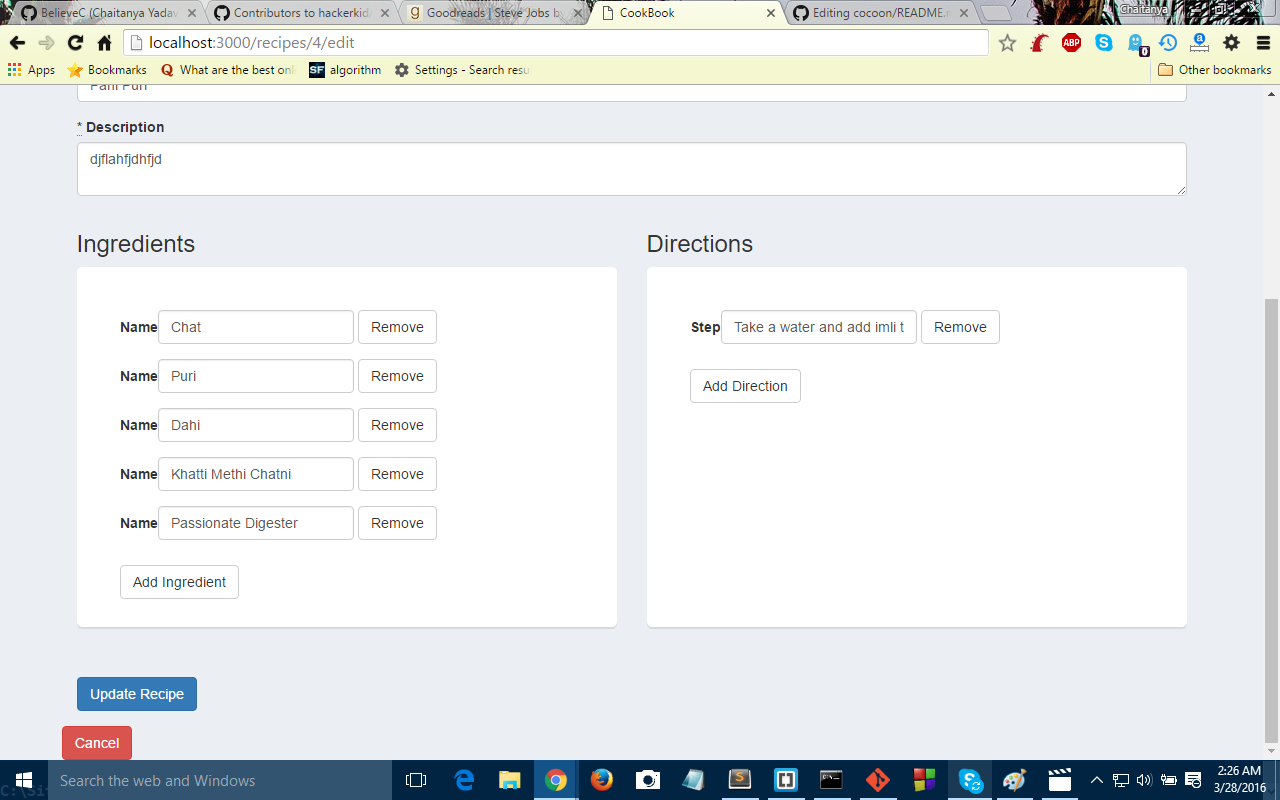 BelieveC (Chaitanya Yadav
Contributors to hackerkid
Goodreads | Steve Jobs by
CookBook
Editing cocoon/README.m
Chaitanya
localhost:3000/recipes/4/edit
ABP
0
a
Apps
Bookmarks
Q What are the best onl
SF algorithm
Settings - Search resu
Other bookmarks
Pani Puri
* Description
djflahfjdhfjd
Ingredients
Directions
Name Chat Remove
Name Puri Remove
Name Dahi Remove
Name Khatti Methi Chatni Remove
Name Passionate Digester Remove
Add Ingredient
Step Take a water and add imli t Remove
Add Direction
Update Recipe
Cancel
Search the web and Windows
2:26 AM
3/28/2016